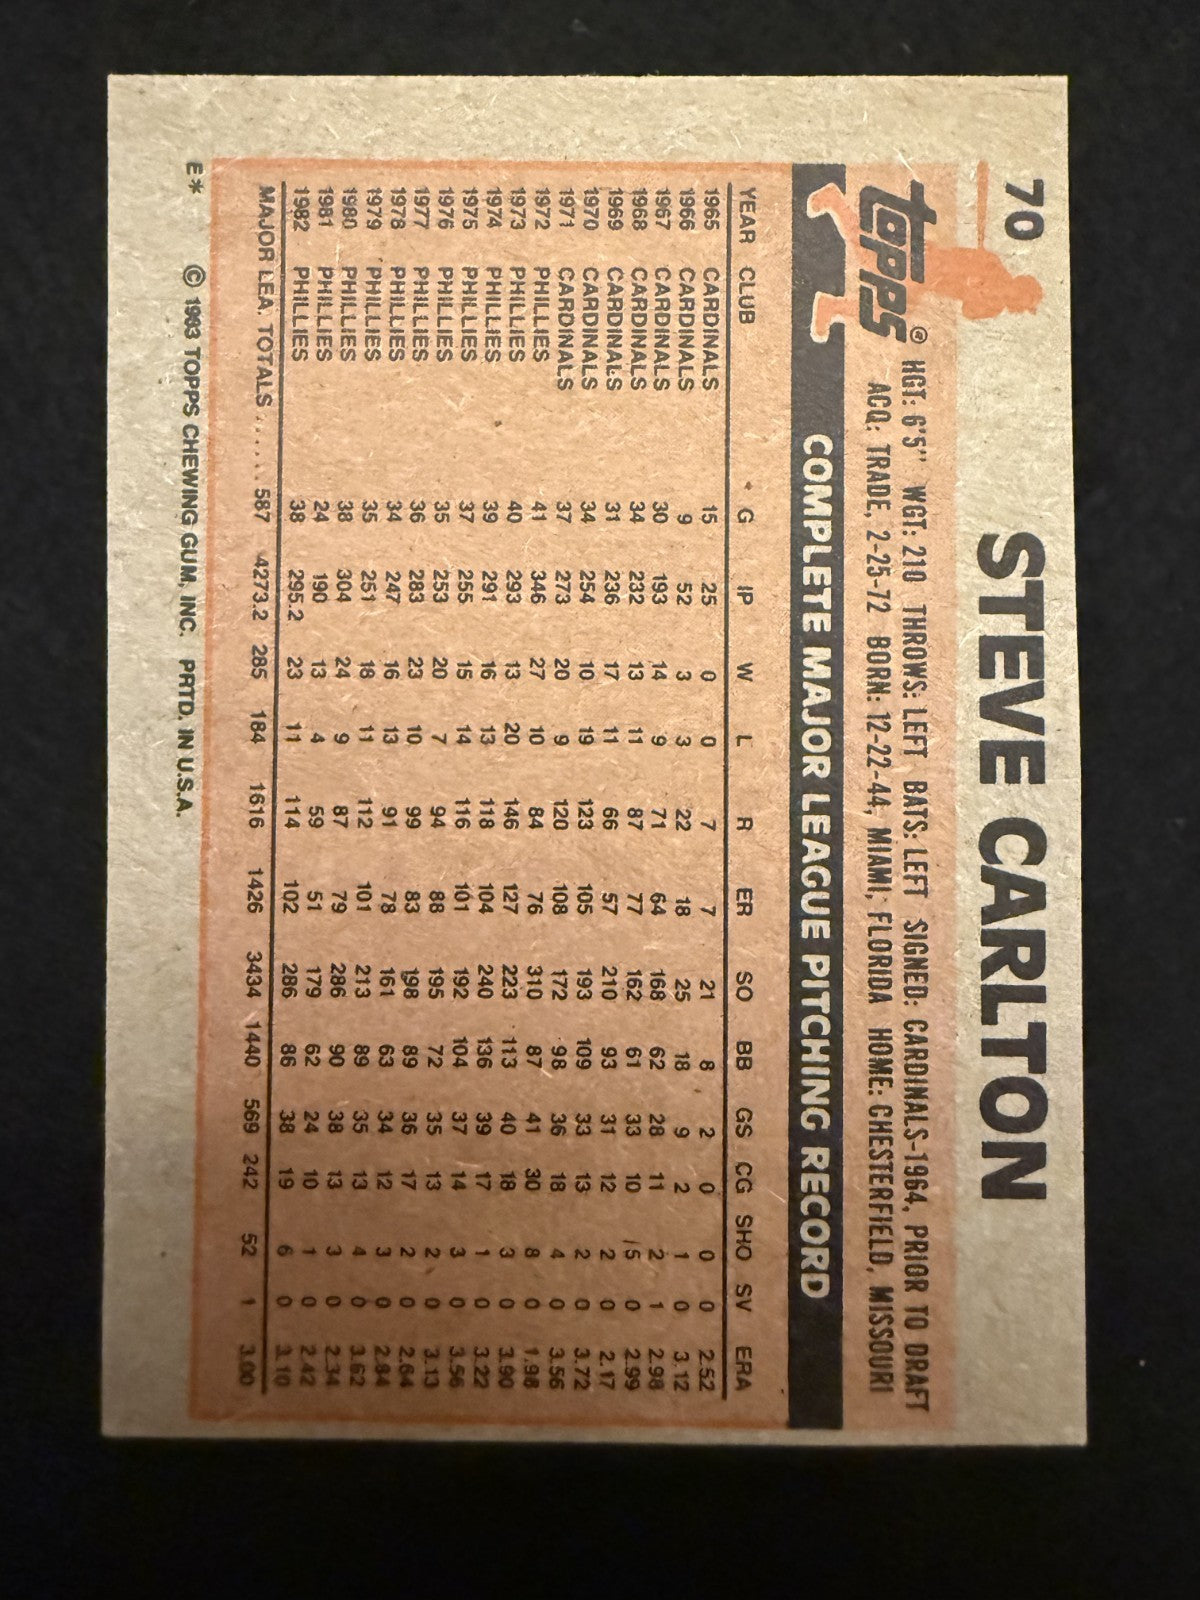 70 STEVE CARLTON
Topps® HGT: 6'5" WGT: 210 THROWS: LEFT BATS: LEFT SIGNED: CARDINALS-1964, PRIOR TO DRAFT
ACQ: TRADE, 2-25-72 BORN: 12-22-44, MIAMI, FLORIDA HOME: CHESTERFIELD, MISSOURI
COMPLETE MAJOR LEAGUE PITCHING RECORD
YEAR CLUB G IP W L R ER SO BB GS CG SHO SV ERA
1965 CARDINALS 15 25 0 0 7 7 21 8 2 0 0 0 2.52
1966 CARDINALS 9 52 3 3 22 18 25 18 9 2 1 0 3.12
1967 CARDINALS 30 193 14 9 71 64 168 62 28 11 2 1 2.98
1968 CARDINALS 34 232 13 11 87 77 162 61 33 10 5 0 2.99
1969 CARDINALS 31 236 17 11 66 57 210 93 31 12 2 0 2.17
1970 CARDINALS 34 254 10 19 123 105 193 109 33 13 2 0 3.72
1971 CARDINALS 37 273 20 9 120 108 172 98 36 18 4 0 3.56
1972 PHILLIES 41 346 27 10 84 76 310 87 41 30 8 0 1.98
1973 PHILLIES 40 293 13 20 146 127 223 113 40 18 3 0 3.90
1974 PHILLIES 39 291 16 13 118 104 240 136 39 17 1 0 3.22
1975 PHILLIES 37 255 15 14 116 101 192 104 37 14 3 0 3.56
1976 PHILLIES 35 253 20 7 94 88 195 72 35 13 2 0 3.13
1977 PHILLIES 36 283 23 10 99 83 198 89 36 17 2 0 2.64
1978 PHILLIES 34 247 16 13 91 78 161 63 34 12 3 0 2.84
1979 PHILLIES 35 251 18 11 112 101 213 89 35 13 4 0 3.62
1980 PHILLIES 38 304 24 9 87 79 286 90 38 13 3 0 2.34
1981 PHILLIES 24 190 13 4 59 51 179 62 24 10 1 0 2.42
1982 PHILLIES 38 295.2 23 11 114 102 286 86 38 19 6 0 3.10
MAJOR LEA. TOTALS...... 587 4273.2 285 184 1616 1426 3434 1440 569 242 52 1 3.00
E* © 1983 TOPPS CHEWING GUM, INC. PRTD. IN U.S.A.